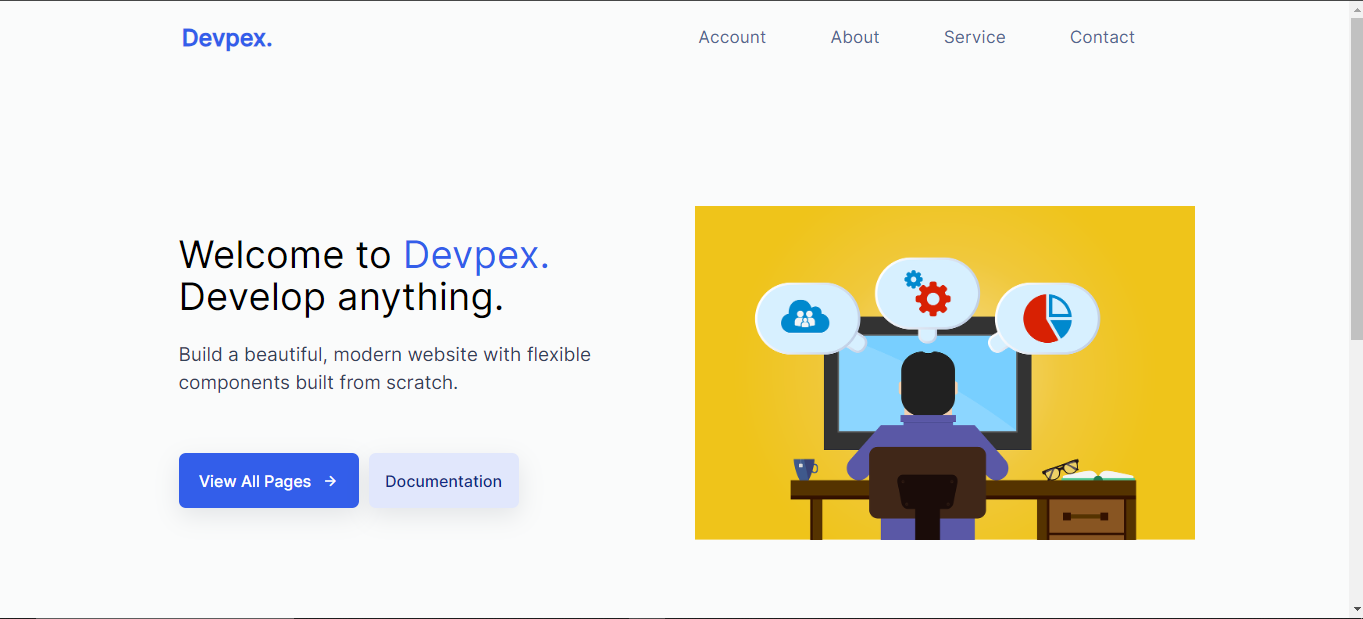 Devpex.
Account About Service Contact
Welcome to Devpex.
Develop anything.
Build a beautiful, modern website with flexible
components built from scratch.
View All Pages →
Documentation